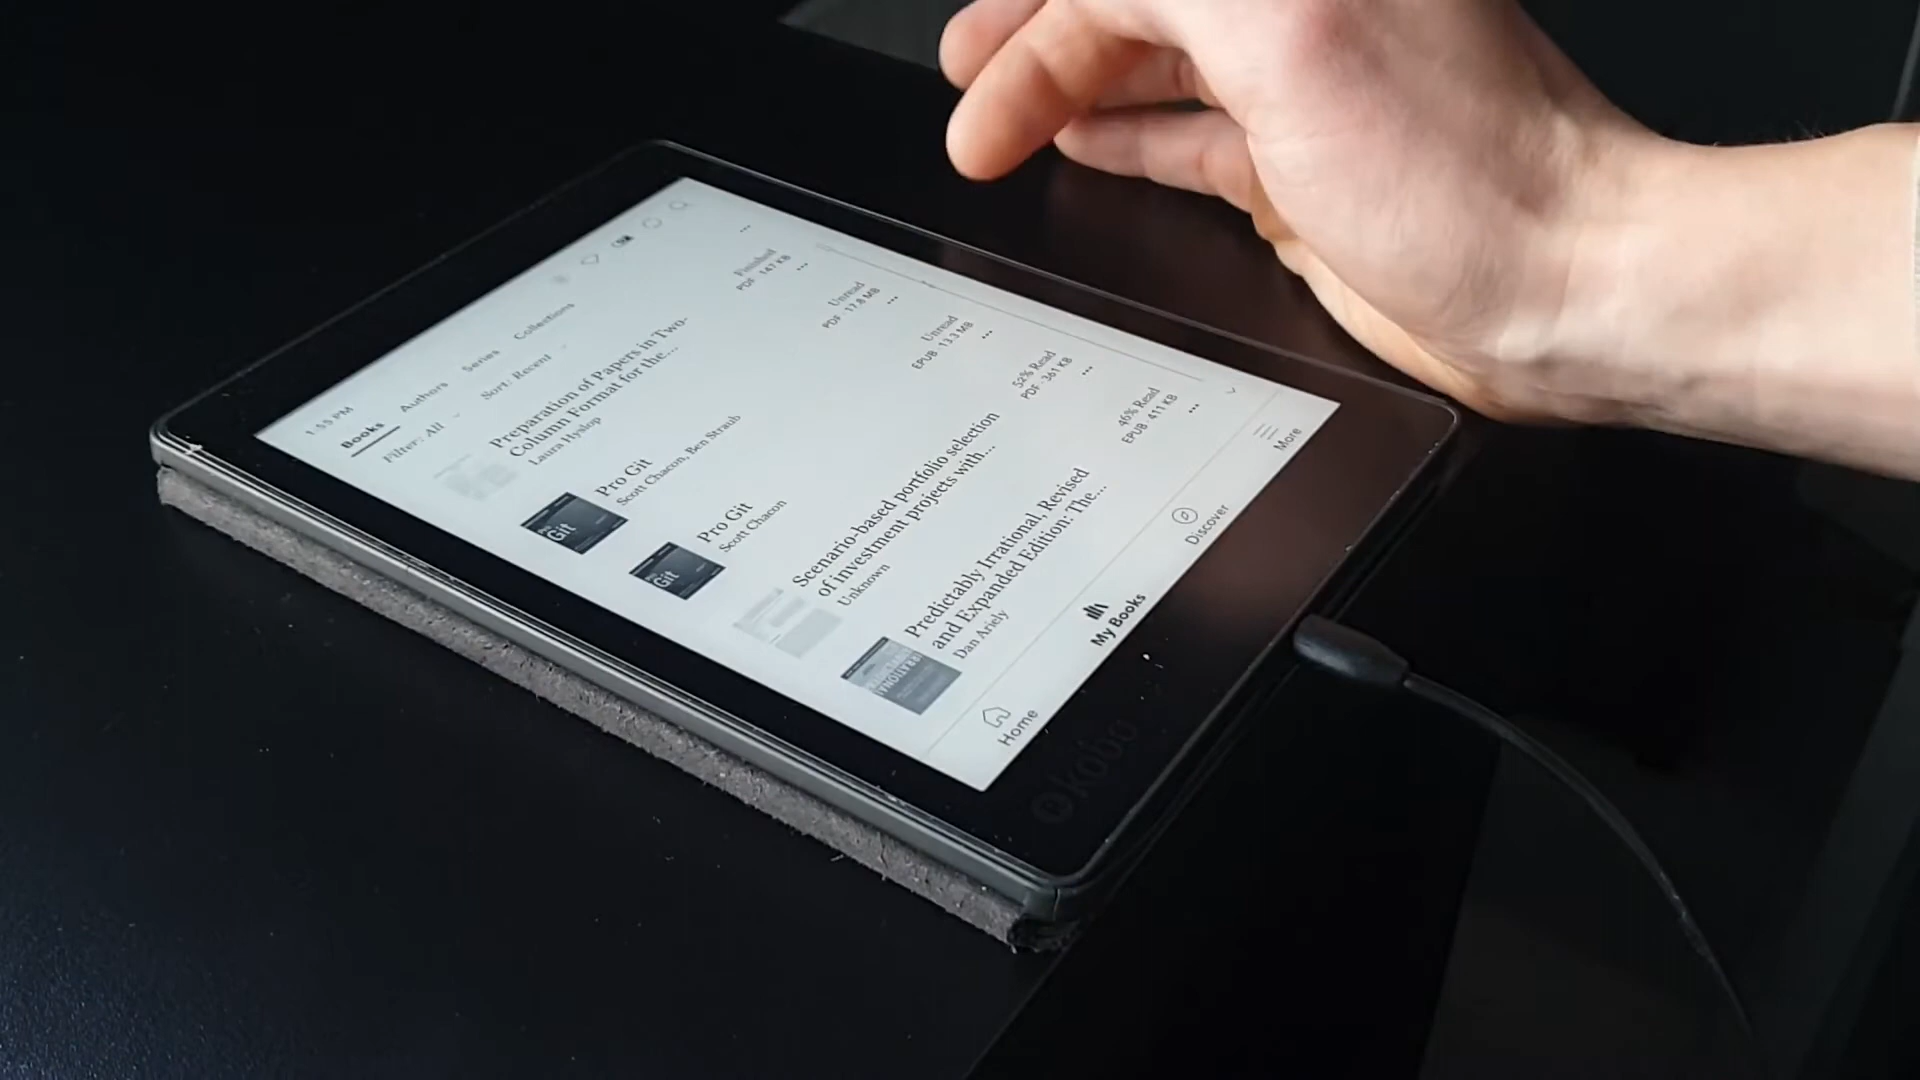 1:55 PM
Books
Authors
Series
Collections
Filter: All
Sort: Recent
Preparation of Papers in Two-
Column Format for the...
Laura Hyslop
Finished
PDF · 147 KB
Pro Git
Scott Chacon, Ben Straub
Unread
PDF · 17.8 MB
Pro
Git
Pro Git
Scott Chacon
Unread
EPUB · 13.3 MB
Git
Scenario-based portfolio selection
of investment projects with...
Unknown
52% Read
PDF · 361 KB
Predictably Irrational, Revised
and Expanded Edition: The...
Dan Ariely
46% Read
EPUB · 411 KB
Home
My Books
Discover
More
kobo